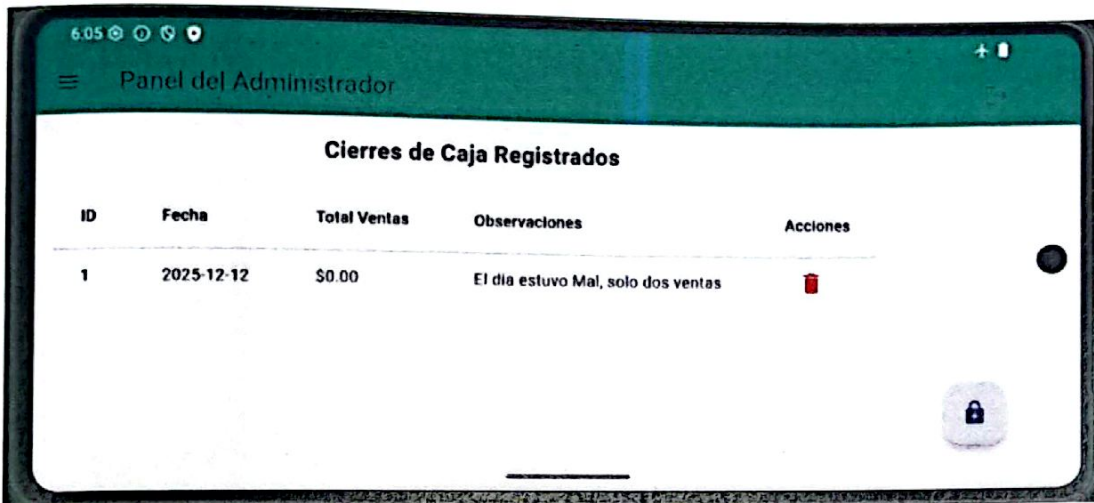 6:05
Panel del Administrador
Cierres de Caja Registrados
ID Fecha Total Ventas Observaciones Acciones
1 2025-12-12 $0.00 El dia estuvo Mal, solo dos ventas